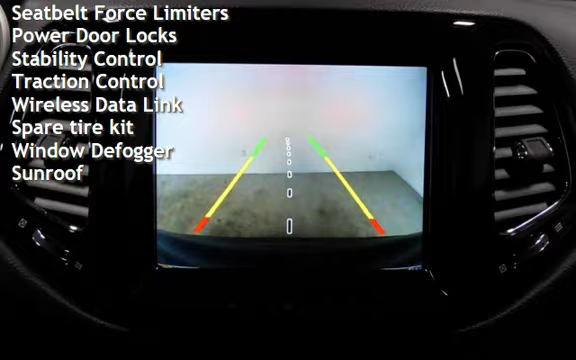 Seatbelt Force Limiters
Power Door Locks
Stability Control
Traction Control
Wireless Data Link
Spare tire kit
Window Defogger
Sunroof